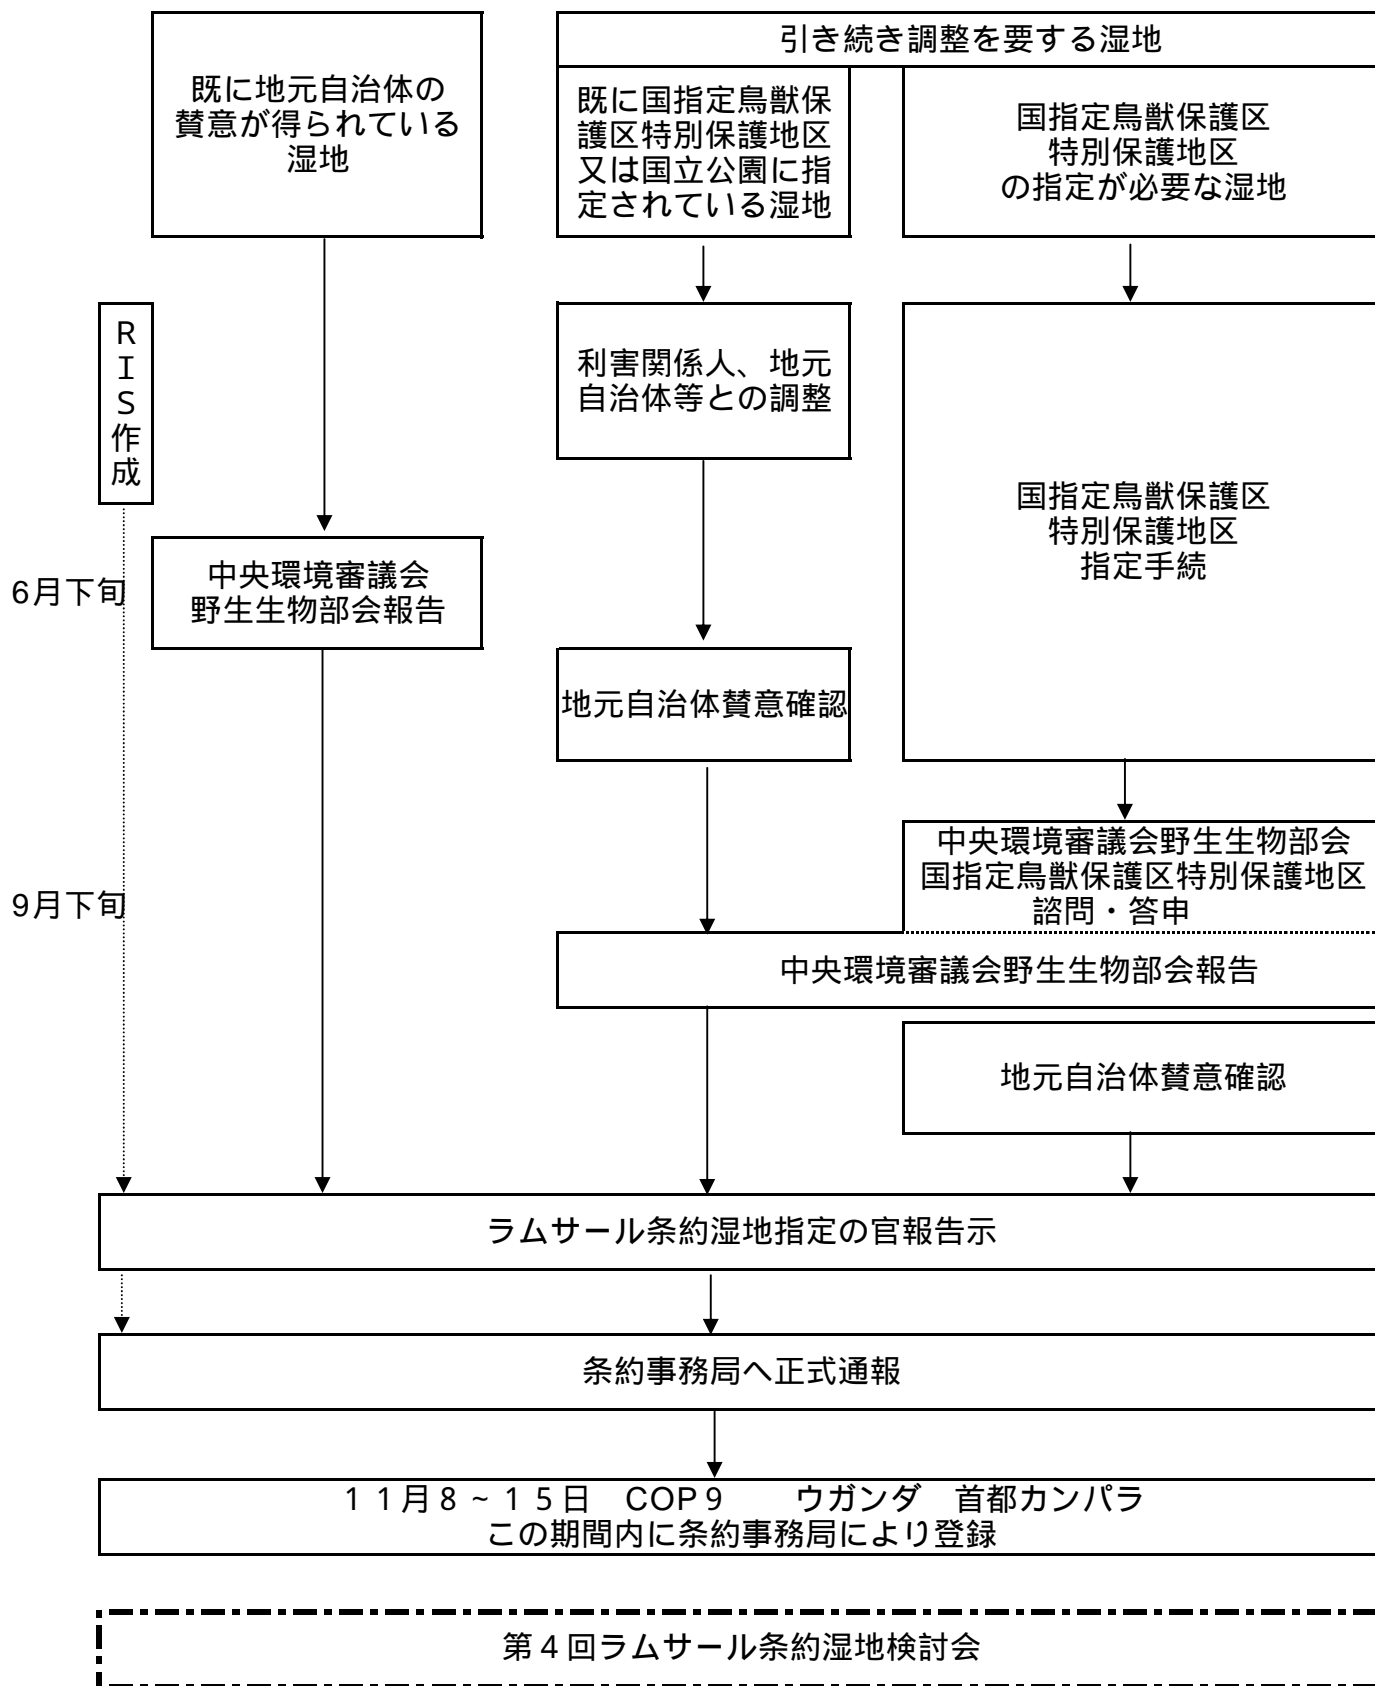 既に地元自治体の
賛意が得られている
湿地
引き続き調整を要する湿地
既に国指定鳥獣保
護区特別保護地区
又は国立公園に指
定されている湿地
国指定鳥獣保護区
特別保護地区
の指定が必要な湿地
RIS作成
利害関係人、地元
自治体等との調整
国指定鳥獣保護区
特別保護地区
指定手続
6月下旬
中央環境審議会
野生生物部会報告
地元自治体賛意確認
9月下旬
中央環境審議会野生生物部会
国指定鳥獣保護区特別保護地区
諮問・答申
中央環境審議会野生生物部会報告
地元自治体賛意確認
ラムサール条約湿地指定の官報告示
条約事務局へ正式通報
11月8~15日 COP9 ウガンダ 首都カンパラ
この期間内に条約事務局により登録
第4回ラムサール条約湿地検討会